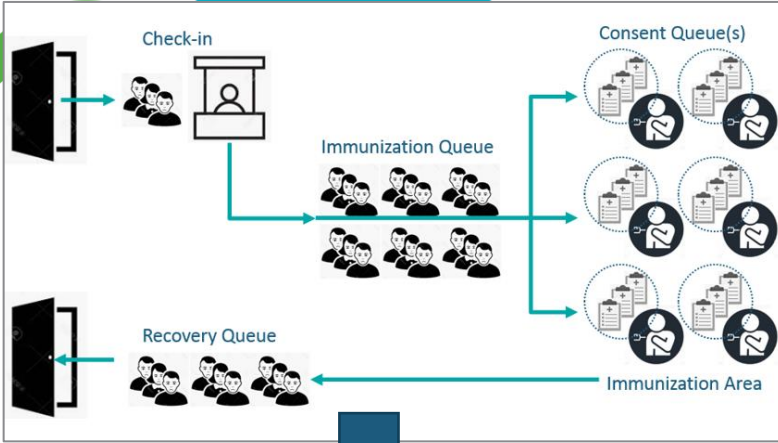 Check-in
Consent Queue(s)
Immunization Queue
Recovery Queue
Immunization Area